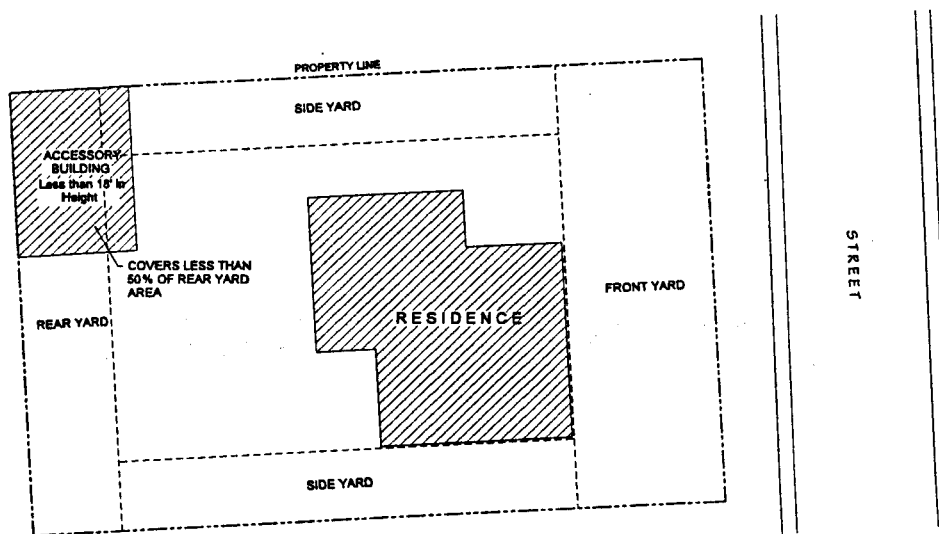 PROPERTY LINE
SIDE YARD
ACCESSORY
BUILDING
Less than 18' in
Height
COVERS LESS THAN
50% OF REAR YARD
AREA
REAR YARD
RESIDENCE
FRONT YARD
STREET
SIDE YARD